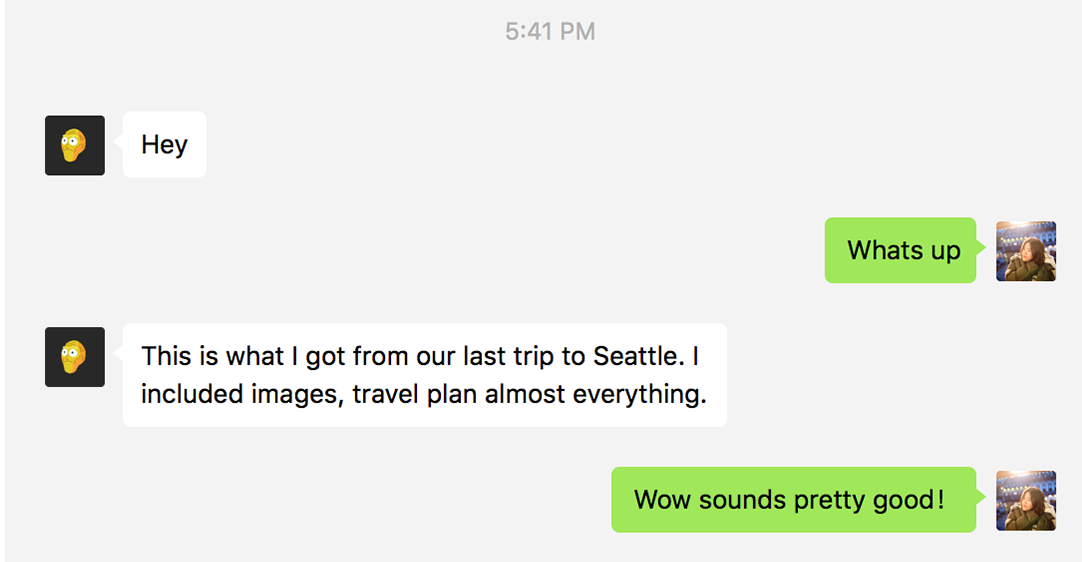 5:41 PM
Hey
Whats up
This is what I got from our last trip to Seattle. I
included images, travel plan almost everything.
Wow sounds pretty good!